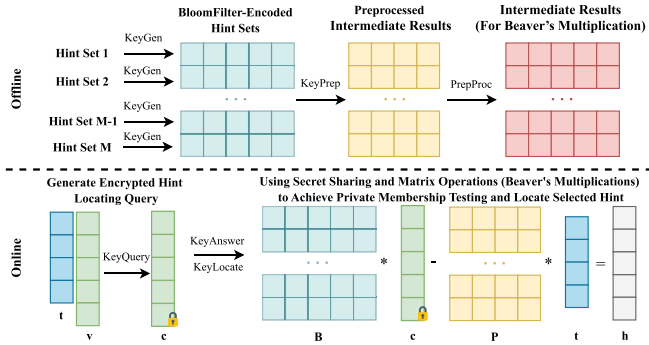 BloomFilter-Encoded
Hint Sets
Preprocessed
Intermediate Results
Intermediate Results
(For Beaver's Multiplication)
Offline
Hint Set 1
KeyGen
Hint Set 2
KeyGen
. . .
KeyPrep
. . .
PrepProc
. . .
Hint Set M-1
KeyGen
Hint Set M
KeyGen
Online
Generate Encrypted Hint
Locating Query
Using Secret Sharing and Matrix Operations (Beaver's Multiplications)
to Achieve Private Membership Testing and Locate Selected Hint
t
v
KeyQuery
c
KeyAnswer
KeyLocate
. . .
B
*
c
-
. . .
P
*
t
=
h